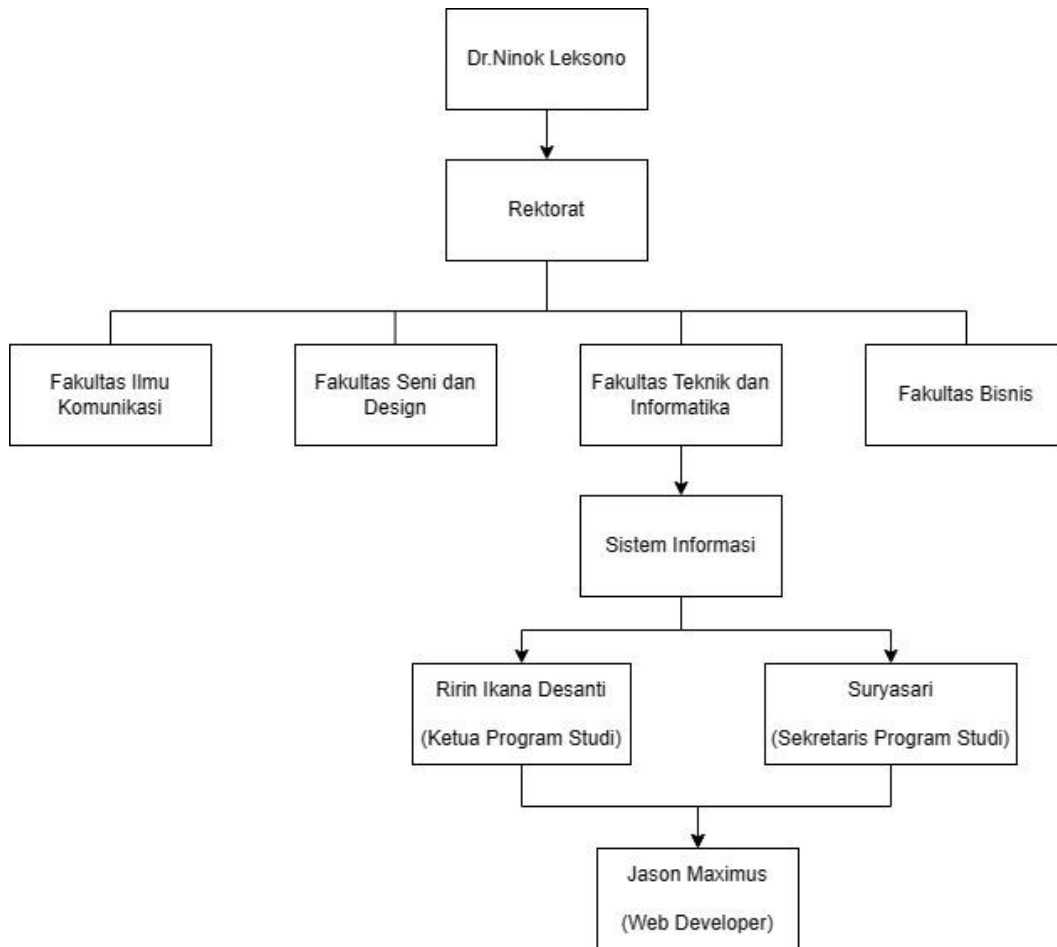 Dr.Ninok Leksono
Rektorat
Fakultas Ilmu
Komunikasi
Fakultas Seni dan
Design
Fakultas Teknik dan
Informatika
Fakultas Bisnis
Sistem Informasi
Ririn Ikana Desanti
(Ketua Program Studi)
Suryasari
(Sekretaris Program Studi)
Jason Maximus
(Web Developer)